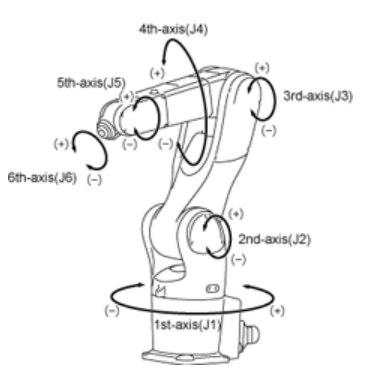 4th-axis(J4)
(+)
5th-axis(J5)
(+)
(+)
3rd-axis(J3)
(+)
(−)
(−)
(−)
6th-axis(J6)
(−)
(+)
2nd-axis(J2)
(−)
(−)
(+)
1st-axis(J1)